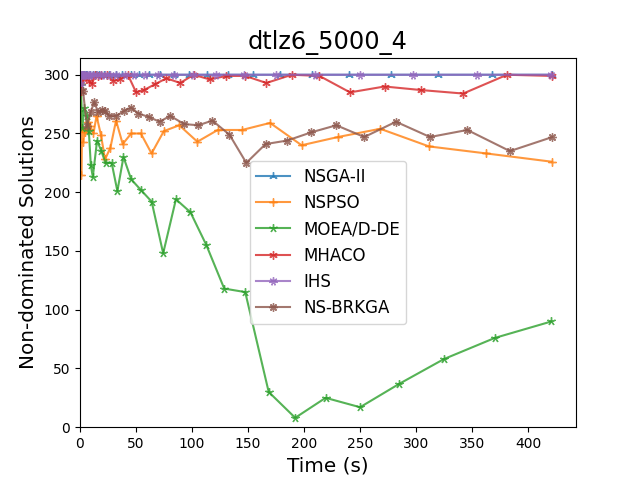 dtlz6_5000_4
Non-dominated Solutions
300
250
200
150
100
50
0
NSGA-II
NSPSO
MOEA/D-DE
MHACO
IHS
NS-BRKGA
0 50 100 150 200 250 300 350 400
Time (s)